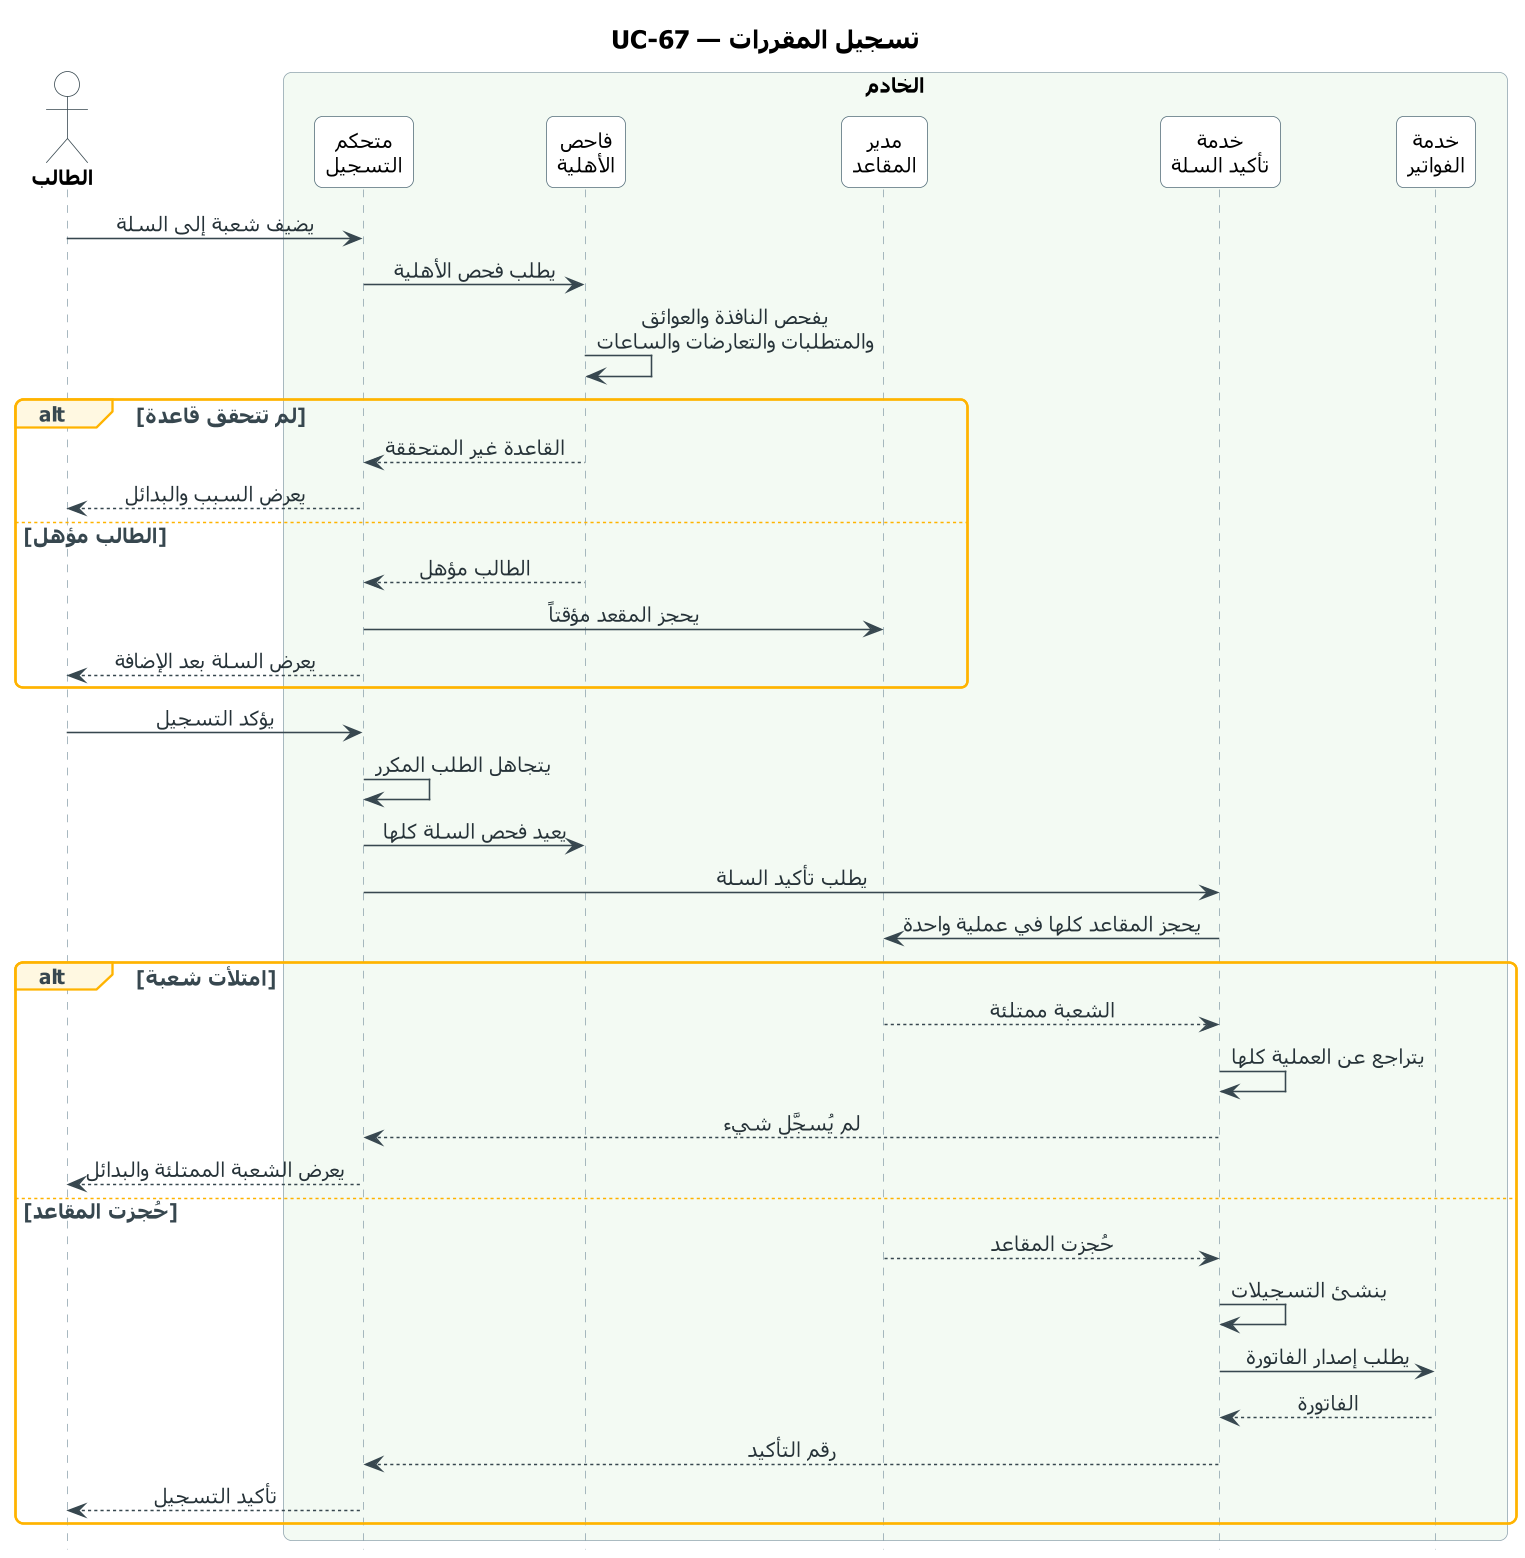 UC-67 — تسجيل المقررات
الخادم
الطالب
متحكم
التسجيل
فاحص
الأهلية
مدير
المقاعد
خدمة
تأكيد السلة
خدمة
الفواتير
يضيف شعبة إلى السلة
يطلب فحص الأهلية
يفحص النافذة والعوائق
والمتطلبات والتعارضات والساعات
alt [لم تتحقق قاعدة]
القاعدة غير المتحققة
يعرض السبب والبدائل
[الطالب مؤهل]
الطالب مؤهل
يحجز المقعد مؤقتاً
يعرض السلة بعد الإضافة
يؤكد التسجيل
يتجاهل الطلب المكرر
يعيد فحص السلة كلها
يطلب تأكيد السلة
يحجز المقاعد كلها في عملية واحدة
alt [امتلأت شعبة]
الشعبة ممتلئة
يتراجع عن العملية كلها
لم يُسجَّل شيء
يعرض الشعبة الممتلئة والبدائل
[حُجزت المقاعد]
حُجزت المقاعد
ينشئ التسجيلات
يطلب إصدار الفاتورة
الفاتورة
رقم التأكيد
تأكيد التسجيل